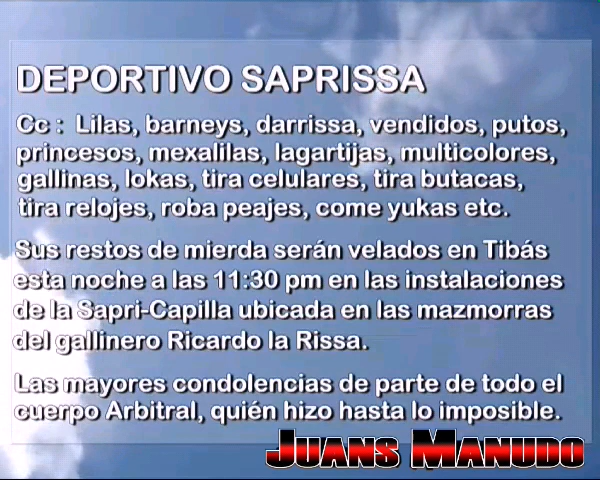 DEPORTIVO SAPRISSA
Cc : Lilas, barneys, darrissa, vendidos, putos,
princesos, mexalilas, lagartijas, multicolores,
gallinas, lokas, tira celulares, tira butacas,
tira relojes, roba peajes, come yukas etc.
Sus restos de mierda serán velados en Tibás
esta noche a las 11:30 pm en las instalaciones
de la Sapri-Capilla ubicada en las mazmorras
del gallinero Ricardo la Rissa.
Las mayores condolencias de parte de todo el
cuerpo Arbitral, quién hizo hasta lo imposible.
JUANS MANUDO